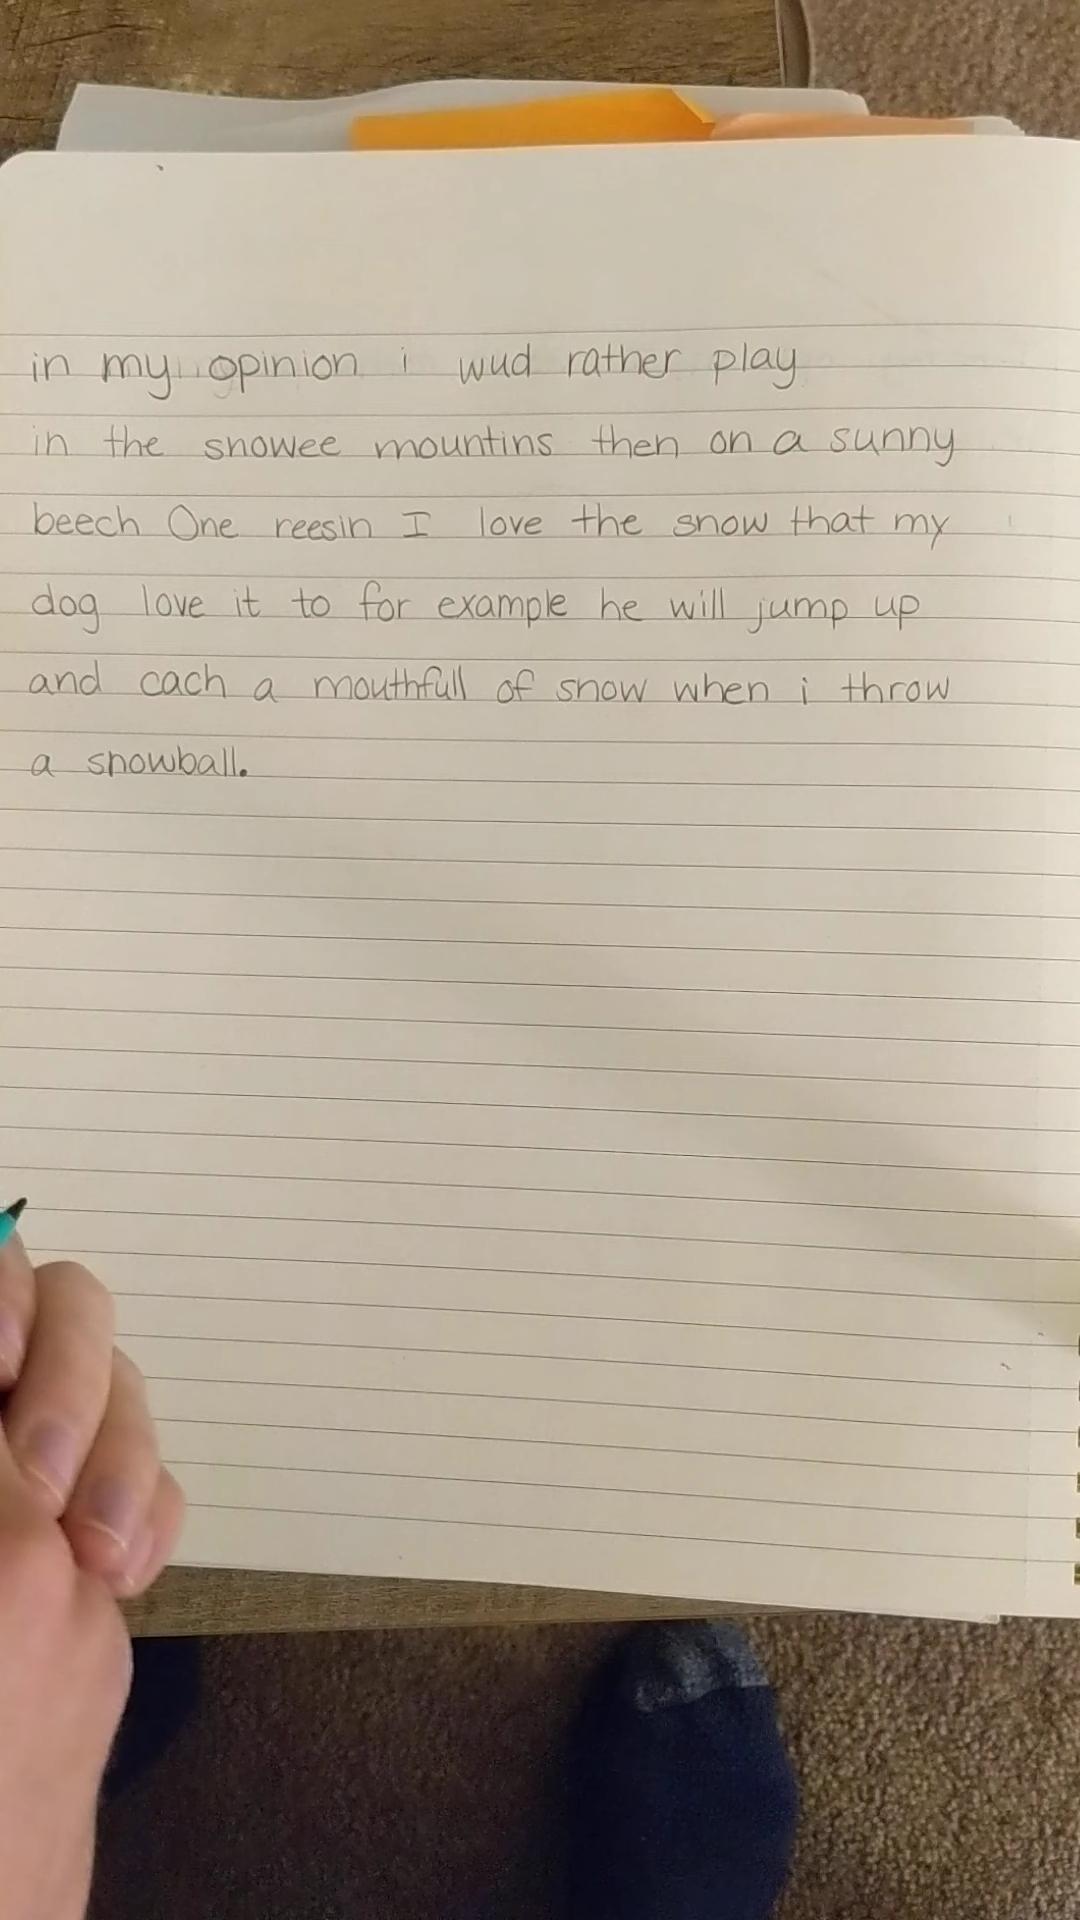 in my opinion i wud rather play
in the snowee mountins then on a sunny
beech One reesin I love the snow that my
dog love it to for example he will jump up
and cach a mouthfull of snow when i throw
a snowball.